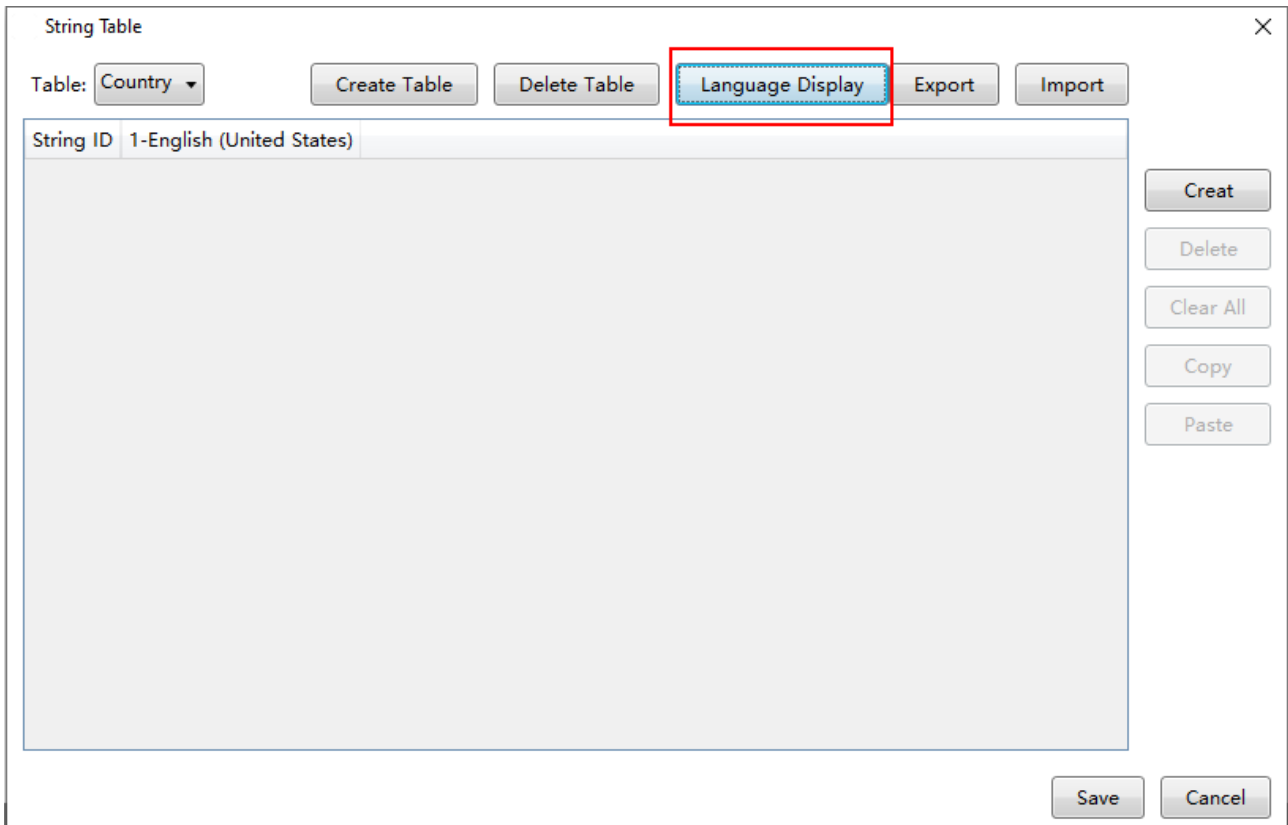 String Table
Table: Country Create Table Delete Table Language Display Export Import
String ID 1-English (United States)
Creat
Delete
Clear All
Copy
Paste
Save Cancel